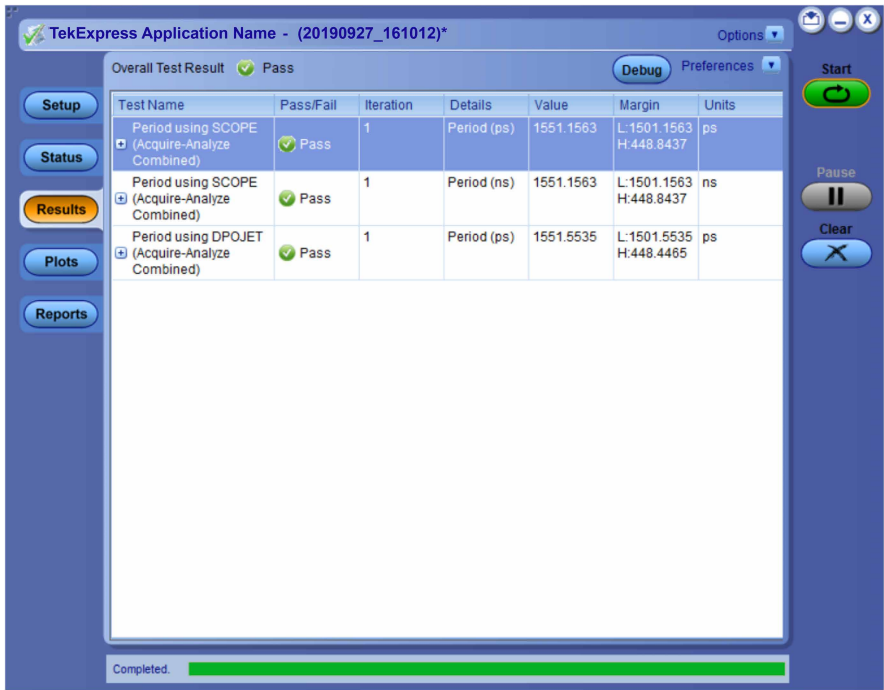 TekExpress Application Name - (20190927_161012)*
Options
Overall Test Result Pass
Debug
Preferences
Start
Setup
Status
Results
Plots
Reports
Pause
Clear
Test Name Pass/Fail Iteration Details Value Margin Units
Period using SCOPE
(Acquire-Analyze
Combined)
Pass
1
Period (ps)
1551.1563
L:1501.1563
H:448.8437
ps
Period using SCOPE
(Acquire-Analyze
Combined)
Pass
1
Period (ns)
1551.1563
L:1501.1563
H:448.8437
ns
Period using DPOJET
(Acquire-Analyze
Combined)
Pass
1
Period (ps)
1551.5535
L:1501.5535
H:448.4465
ps
Completed.